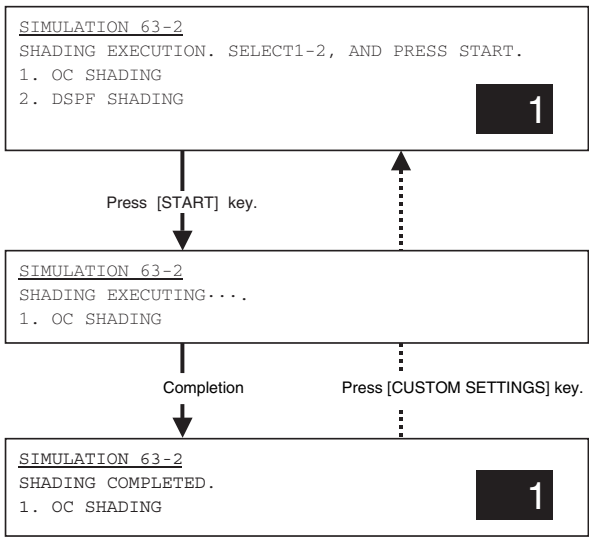 SIMULATION 63-2
SHADING EXECUTION. SELECT1-2, AND PRESS START.
1. OC SHADING
2. DSPF SHADING
1
Press [START] key.
SIMULATION 63-2
SHADING EXECUTING···.
1. OC SHADING
Completion
Press [CUSTOM SETTINGS] key.
SIMULATION 63-2
SHADING COMPLETED.
1. OC SHADING
1